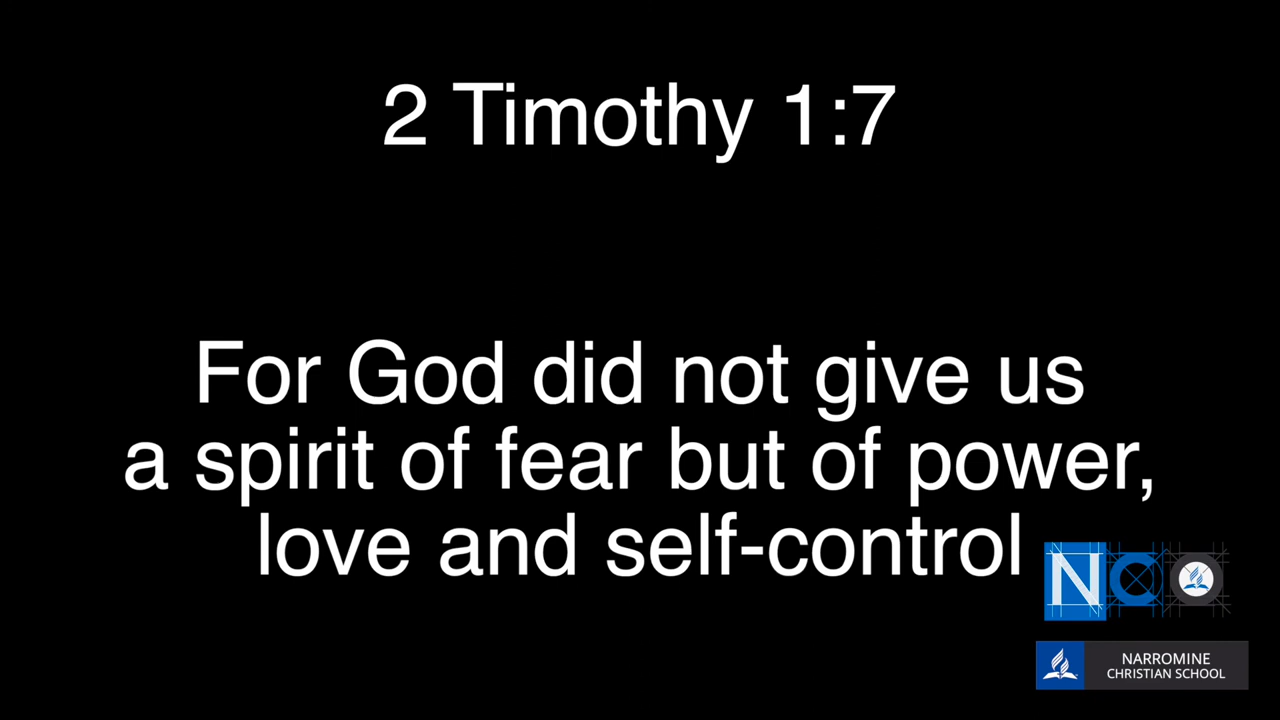 2 Timothy 1:7
For God did not give us
a spirit of fear but of power,
love and self-control
NCO
NARROMINE
CHRISTIAN SCHOOL